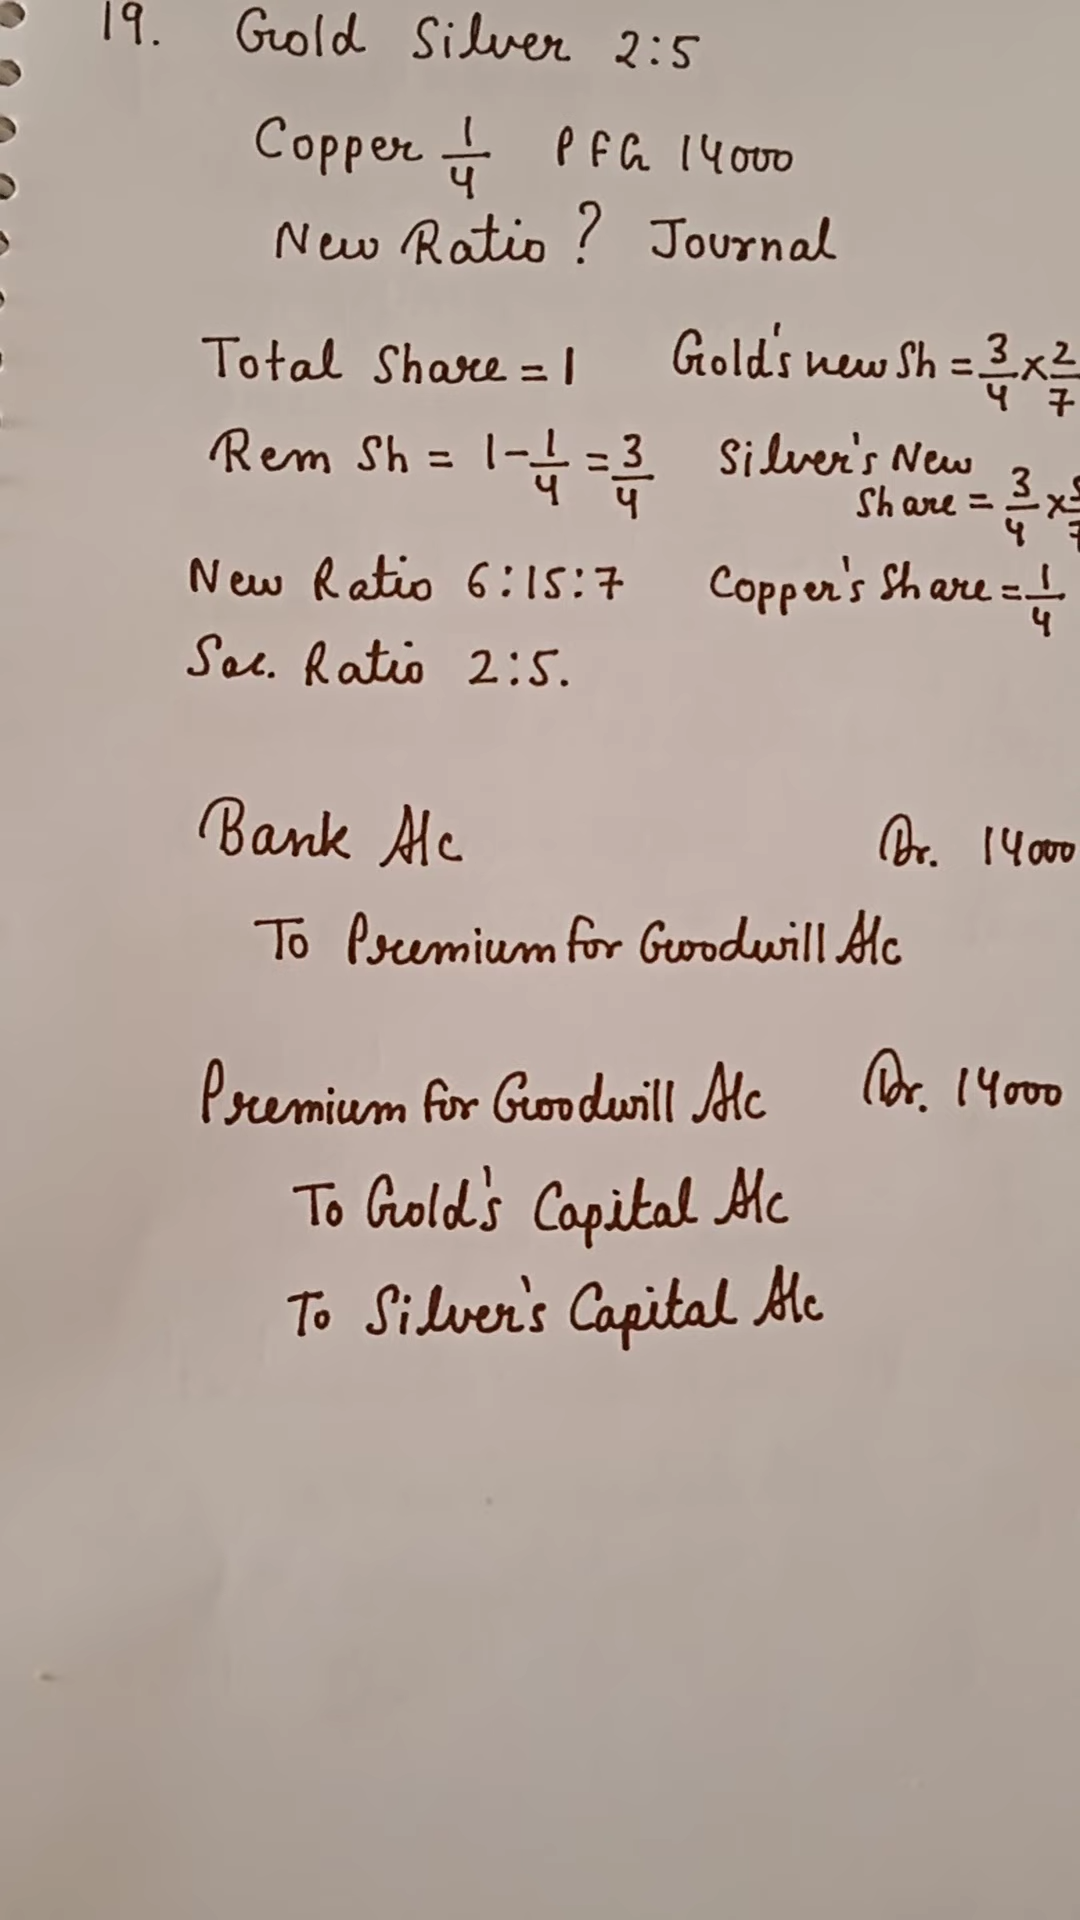 19. Gold Silver 2:5
Copper 1/4 PFG 14000
New Ratio? Journal
Total Share = 1 Gold's new Sh = 3/4 x 2/7
Rem Sh = 1 - 1/4 = 3/4 Silver's New
Share = 3/4 x
New Ratio 6:15:7 Copper's Share = 1/4
Sac. Ratio 2:5.
Bank A/c Dr. 14000
To Premium for Goodwill A/c
Premium for Goodwill A/c Dr. 14000
To Gold's Capital A/c
To Silver's Capital A/c